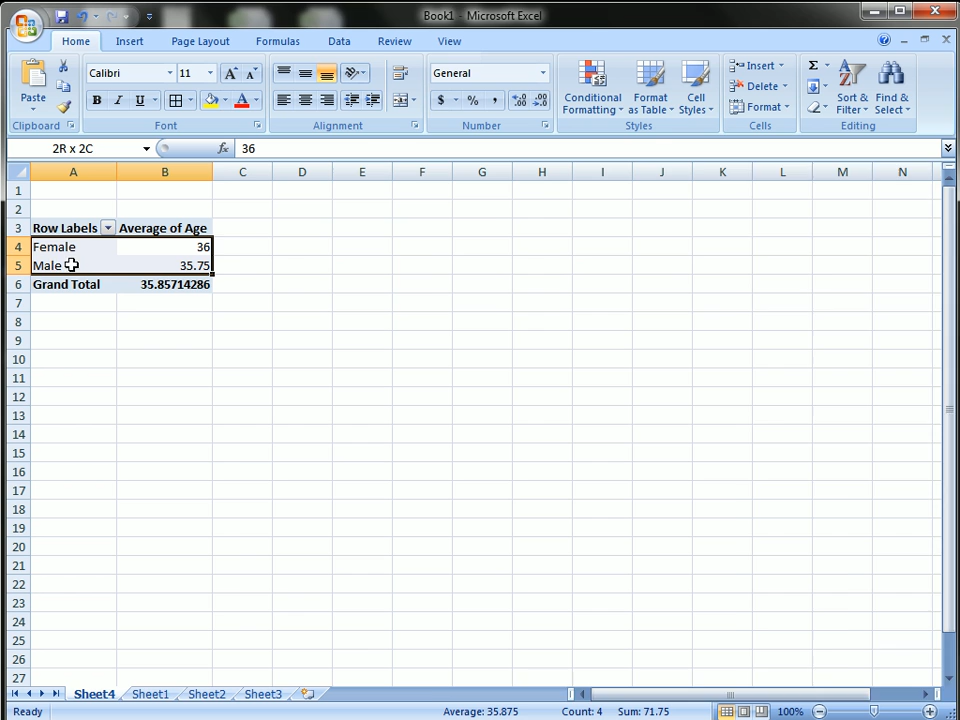 Book1 - Microsoft Excel
Home Insert Page Layout Formulas Data Review View
Calibri 11 General
Paste B I U $ % , Conditional Formatting Format as Table Cell Styles Insert Delete Format Σ Sort & Filter Find & Select
Clipboard Font Alignment Number Styles Cells Editing
2R x 2C fx 36
A B C D E F G H I J K L M N
1
2
3 Row Labels Average of Age
4 Female 36
5 Male 35.75
6 Grand Total 35.85714286
7
8
9
10
11
12
13
14
15
16
17
18
19
20
21
22
23
24
25
26
27
Sheet4 Sheet1 Sheet2 Sheet3
Ready Average: 35.875 Count: 4 Sum: 71.75 100%